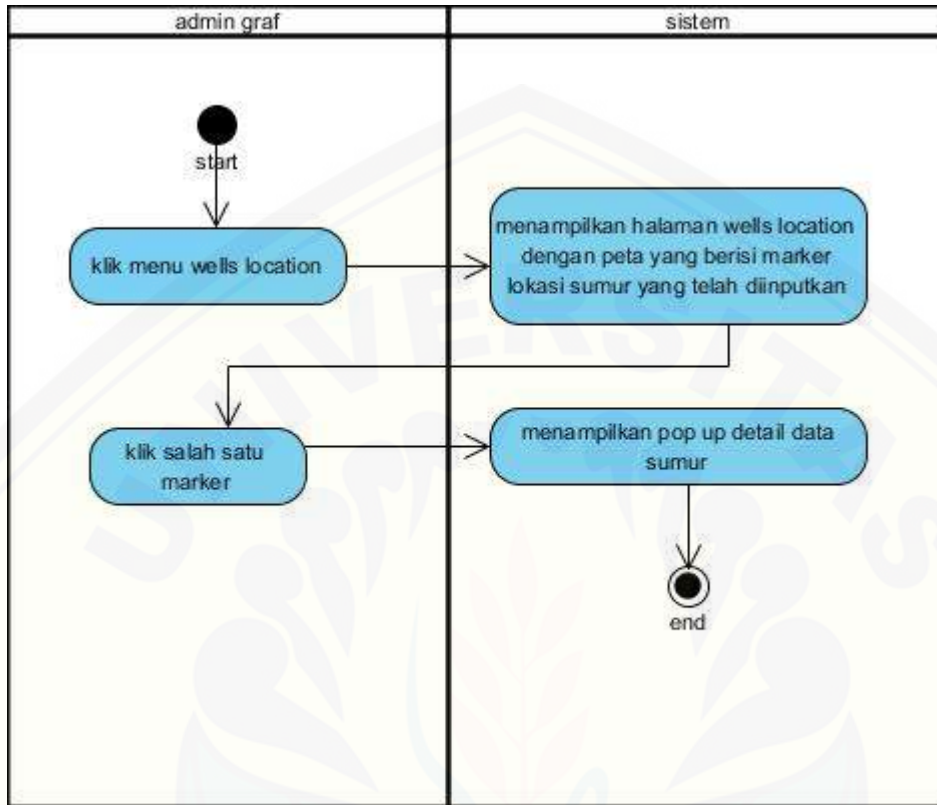 admin graf
sistem
start
klik menu wells location
menampilkan halaman wells location
dengan peta yang berisi marker
lokasi sumur yang telah diinputkan
klik salah satu
marker
menampilkan pop up detail data
sumur
end
UNIVERSITAS